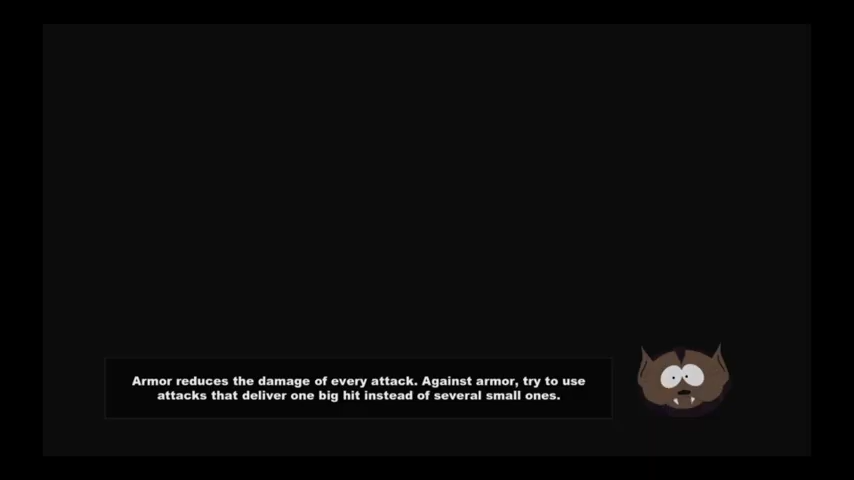 Armor reduces the damage of every attack. Against armor, try to use
attacks that deliver one big hit instead of several small ones.